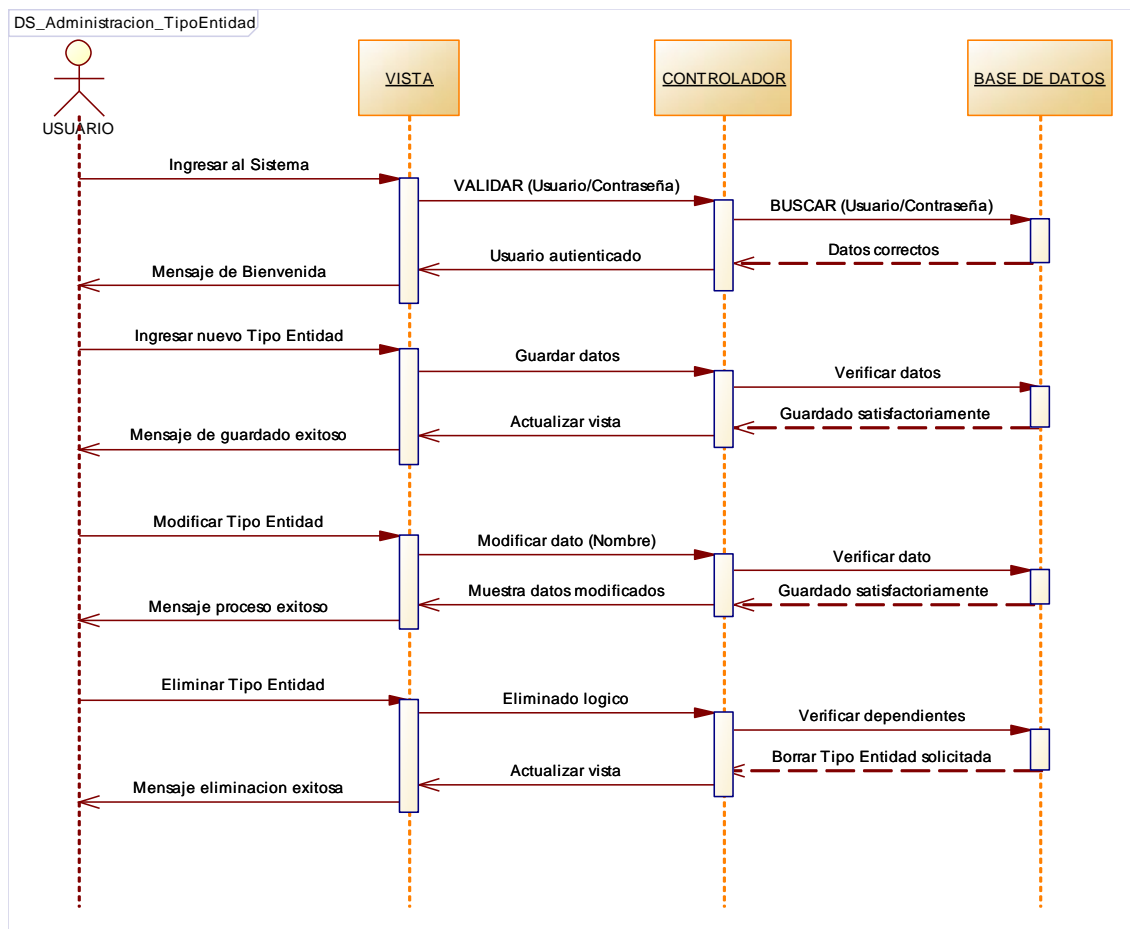 DS_Administracion_TipoEntidad
USUARIO
VISTA
CONTROLADOR
BASE DE DATOS
Ingresar al Sistema
VALIDAR (Usuario/Contraseña)
BUSCAR (Usuario/Contraseña)
Datos correctos
Usuario autenticado
Mensaje de Bienvenida
Ingresar nuevo Tipo Entidad
Guardar datos
Verificar datos
Guardado satisfactoriamente
Actualizar vista
Mensaje de guardado exitoso
Modificar Tipo Entidad
Modificar dato (Nombre)
Verificar dato
Guardado satisfactoriamente
Muestra datos modificados
Mensaje proceso exitoso
Eliminar Tipo Entidad
Eliminado logico
Verificar dependientes
Borrar Tipo Entidad solicitada
Actualizar vista
Mensaje eliminacion exitosa